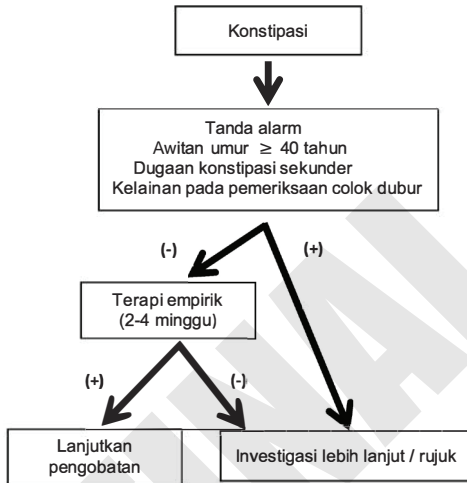 Konstipasi
Tanda alarm
Awitan umur ≥ 40 tahun
Dugaan konstipasi sekunder
Kelainan pada pemeriksaan colok dubur
(-)
(+)
Terapi empirik
(2-4 minggu)
(+)
(-)
Lanjutkan
pengobatan
Investigasi lebih lanjut / rujuk